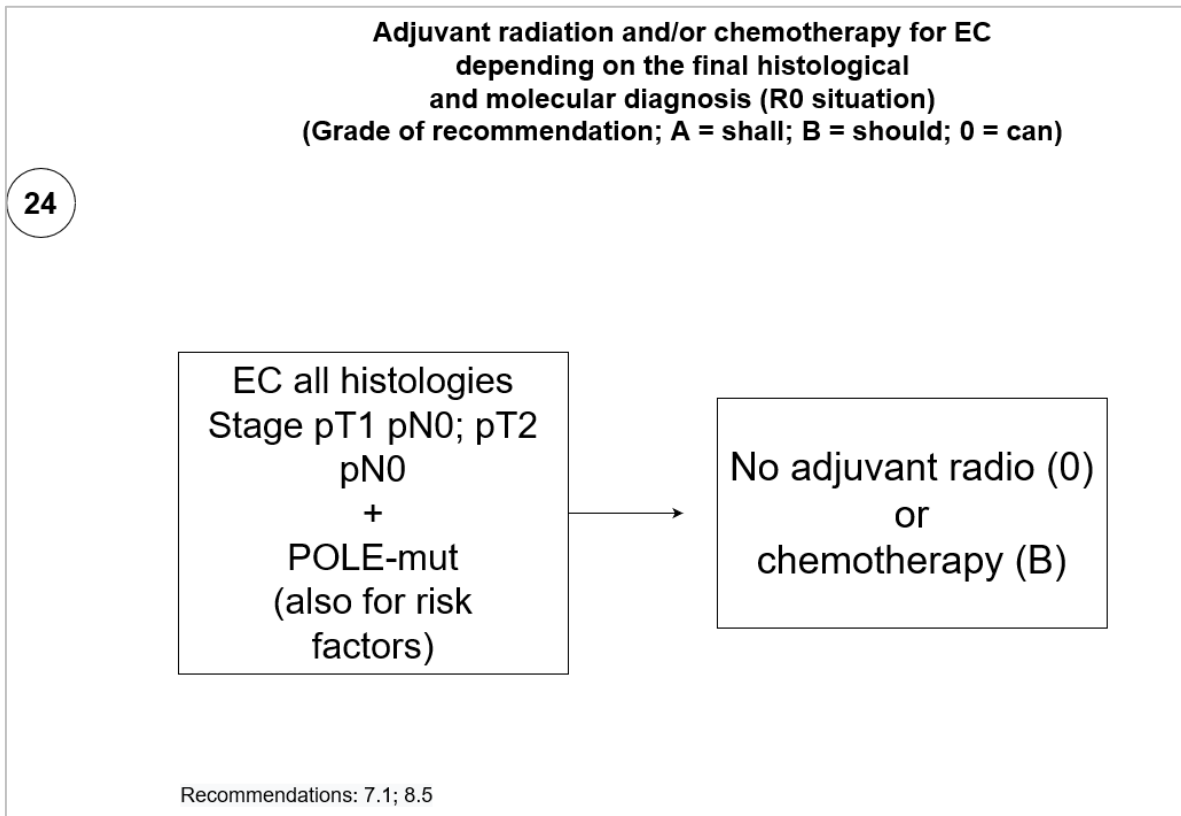 Adjuvant radiation and/or chemotherapy for EC
depending on the final histological
and molecular diagnosis (R0 situation)
(Grade of recommendation; A = shall; B = should; 0 = can)
24
EC all histologies
Stage pT1 pN0; pT2
pN0
+
POLE-mut
(also for risk
factors)
No adjuvant radio (0)
or
chemotherapy (B)
Recommendations: 7.1; 8.5